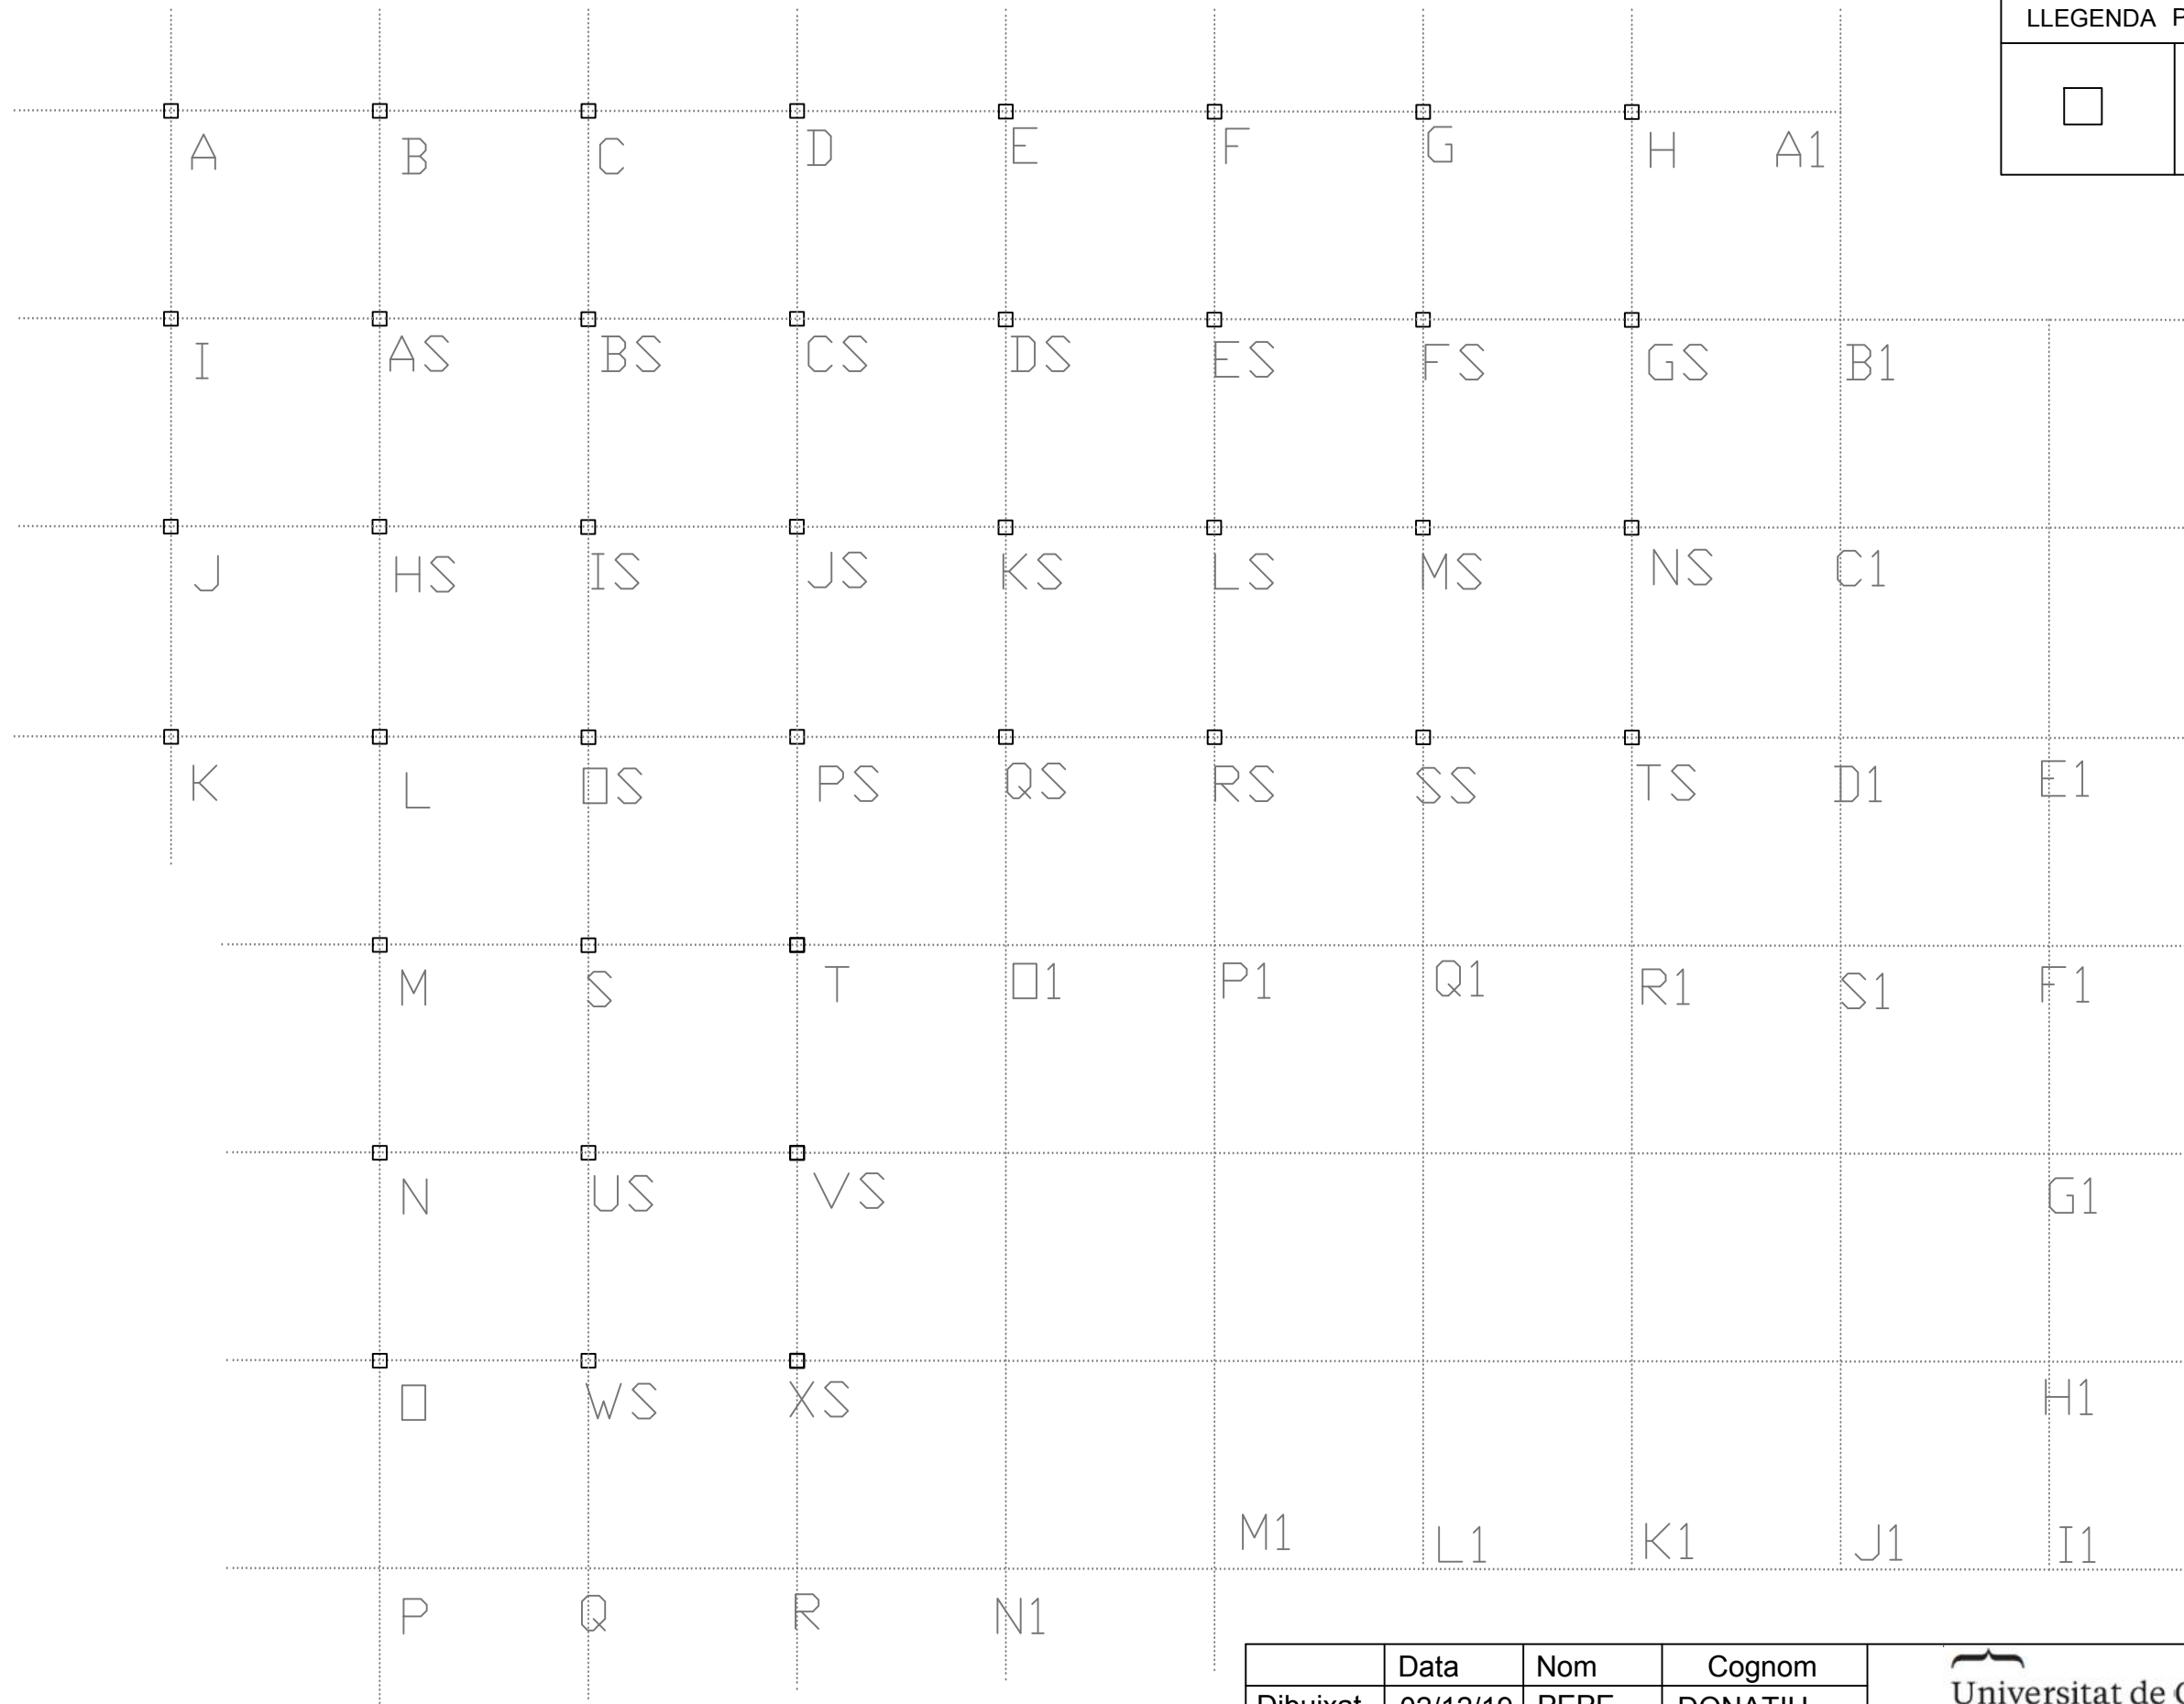 LLEGENDA
A B C D E F G H A1
I AS BS CS DS ES FS GS B1
J HS IS JS KS LS MS NS C1
K L OS PS QS RS SS TS D1 E1
M S T O1 P1 Q1 R1 S1 F1
N US VS G1
O WS XS H1
M1 L1 K1 J1 I1
P Q R N1
Data Nom Cognom
Universitat de